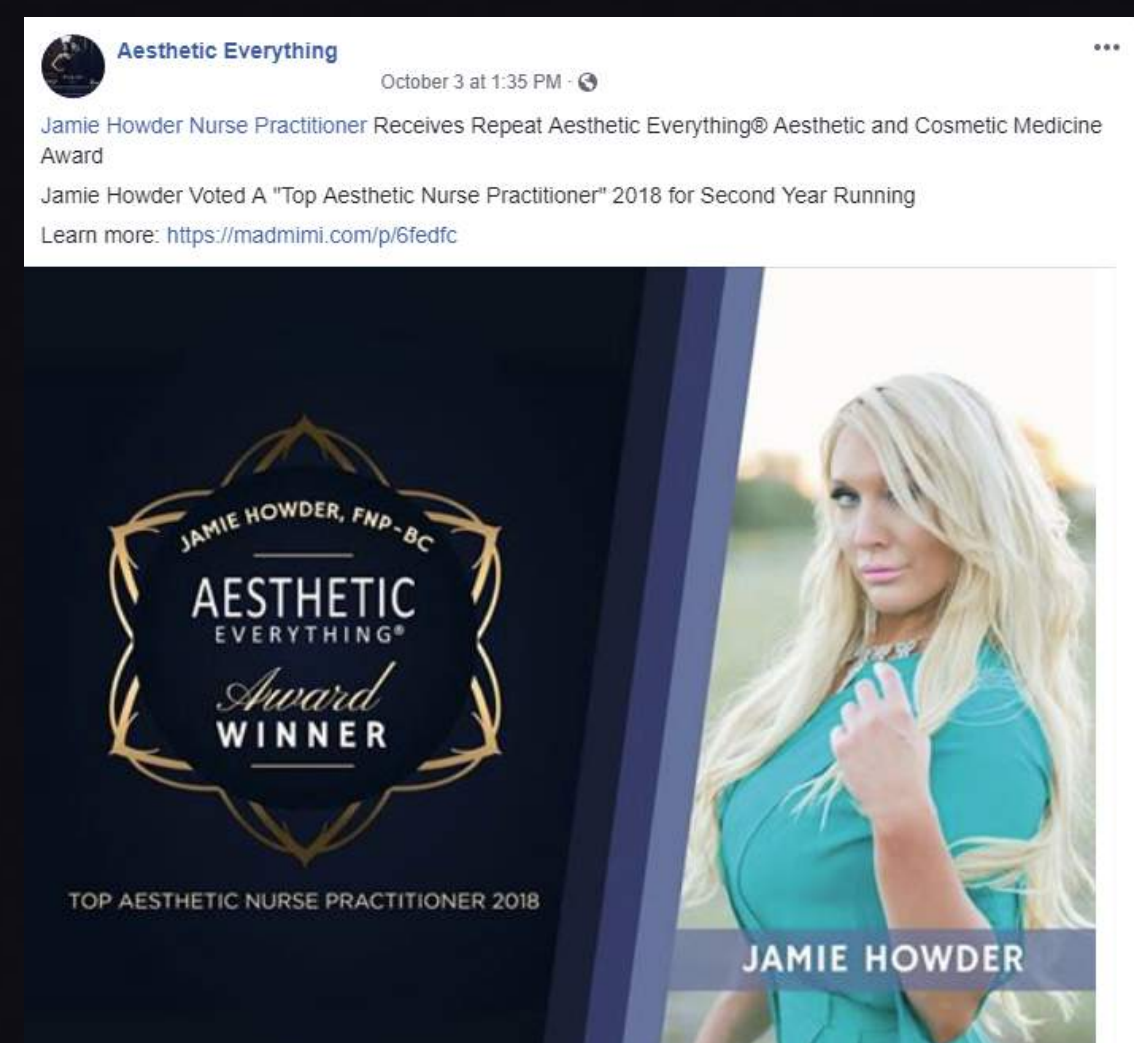 Aesthetic Everything
October 3 at 1:35 PM ·
Jamie Howder Nurse Practitioner Receives Repeat Aesthetic Everything® Aesthetic and Cosmetic Medicine
Award
Jamie Howder Voted A "Top Aesthetic Nurse Practitioner" 2018 for Second Year Running
Learn more: https://madmimi.com/p/6fedfc
JAMIE HOWDER, FNP-BC
AESTHETIC
EVERYTHING®
Award
WINNER
TOP AESTHETIC NURSE PRACTITIONER 2018
JAMIE HOWDER